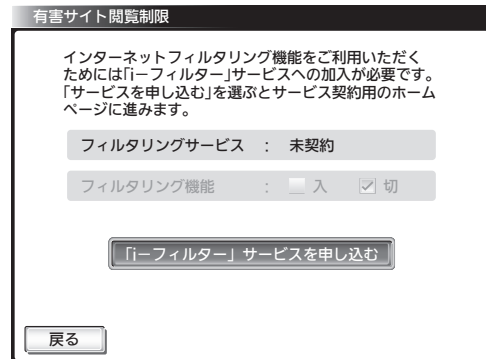 有害サイト閲覧制限
インターネットフィルタリング機能をご利用いただく
ためには「i－フィルター」サービスへの加入が必要です。
「サービスを申し込む」を選ぶとサービス契約用のホーム
ページに進みます。
フィルタリングサービス ： 未契約
フィルタリング機能 ： 入 切
「i－フィルター」サービスを申し込む
戻る